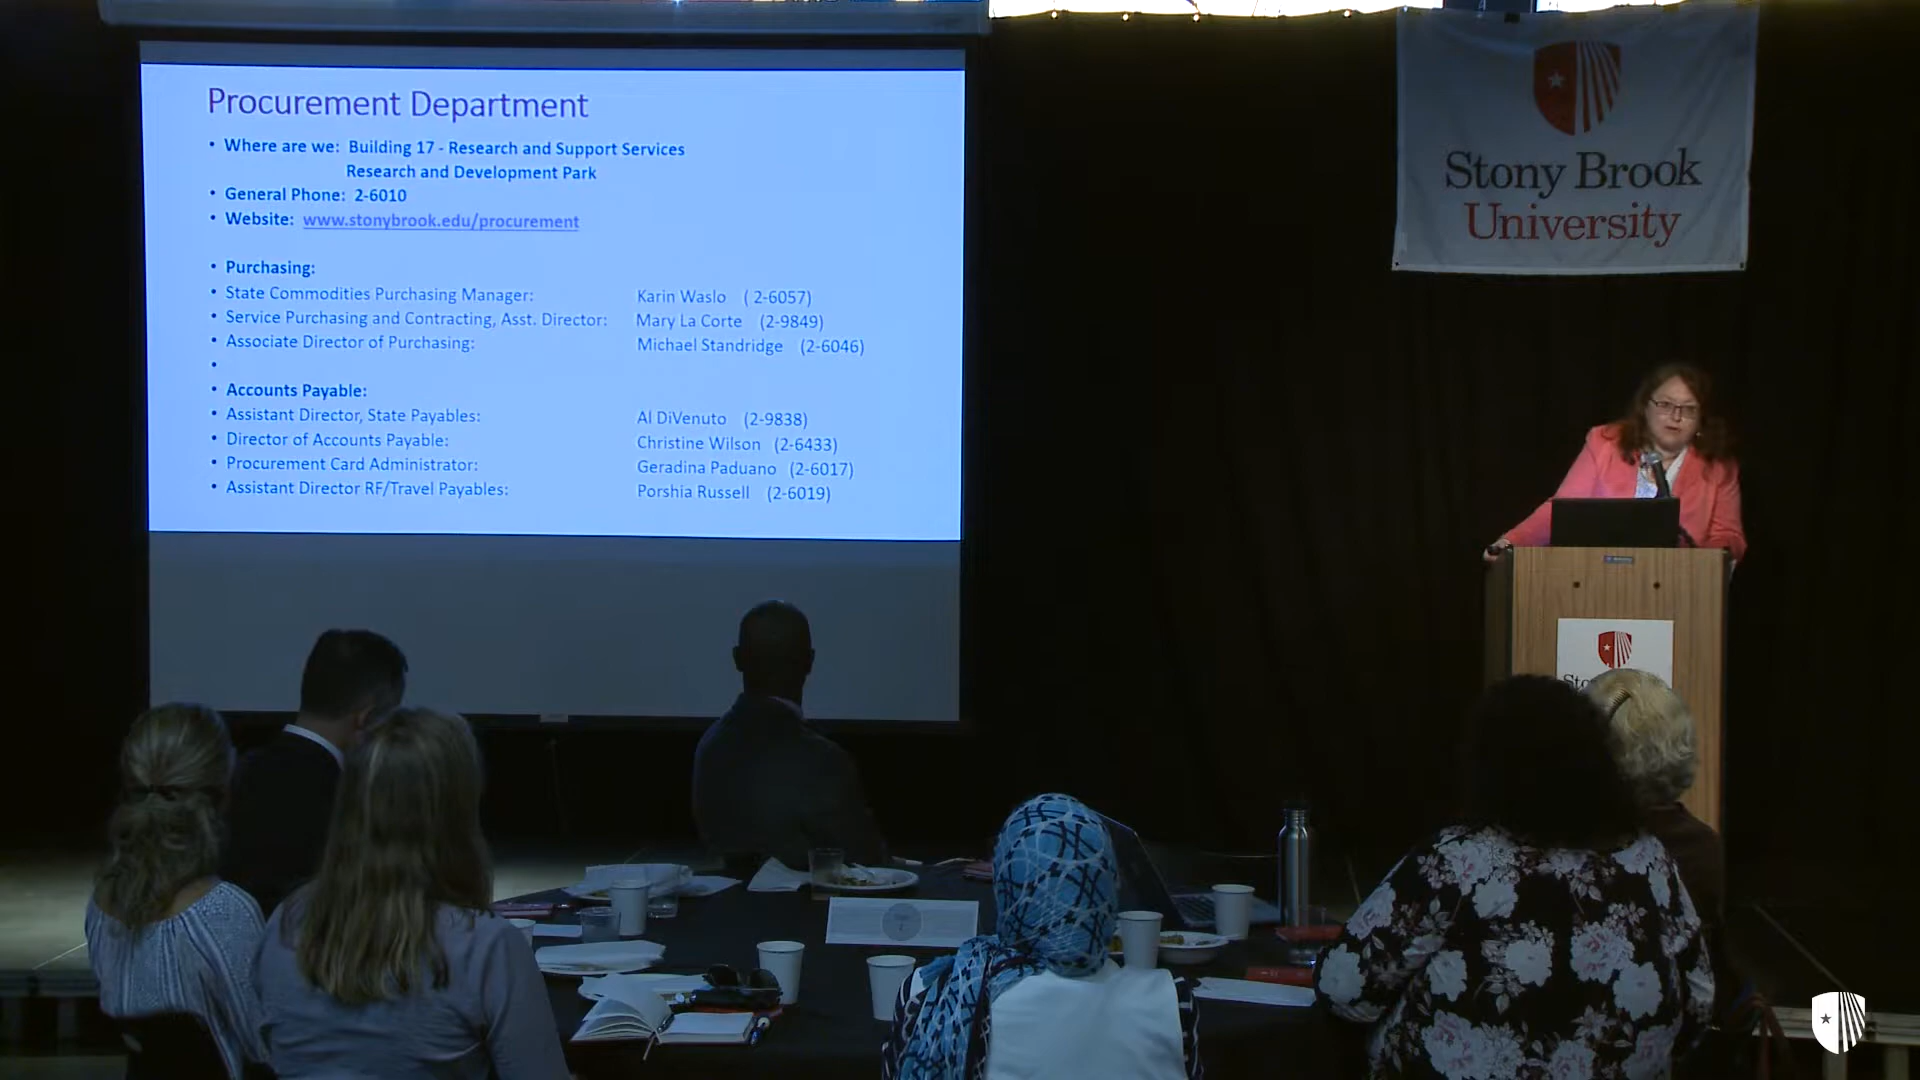 Procurement Department
• Where are we: Building 17 - Research and Support Services
Research and Development Park
• General Phone: 2-6010
• Website: www.stonybrook.edu/procurement
• Purchasing:
• State Commodities Purchasing Manager: Karin Waslo ( 2-6057)
• Service Purchasing and Contracting, Asst. Director: Mary La Corte (2-9849)
• Associate Director of Purchasing: Michael Standridge (2-6046)
•
• Accounts Payable:
• Assistant Director, State Payables: Al DiVenuto (2-9838)
• Director of Accounts Payable: Christine Wilson (2-6433)
• Procurement Card Administrator: Geradina Paduano (2-6017)
• Assistant Director RF/Travel Payables: Porshia Russell (2-6019)
Stony Brook
University
Sto